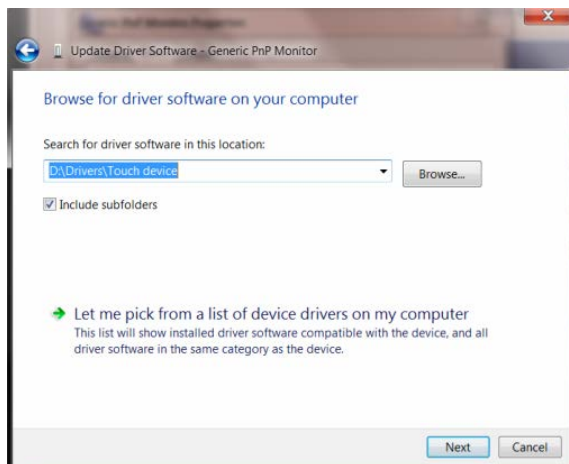 Update Driver Software - Generic PnP Monitor
Browse for driver software on your computer
Search for driver software in this location:
D:\Drivers\Touch device
Browse...
Include subfolders
Let me pick from a list of device drivers on my computer
This list will show installed driver software compatible with the device, and all
driver software in the same category as the device.
Next
Cancel